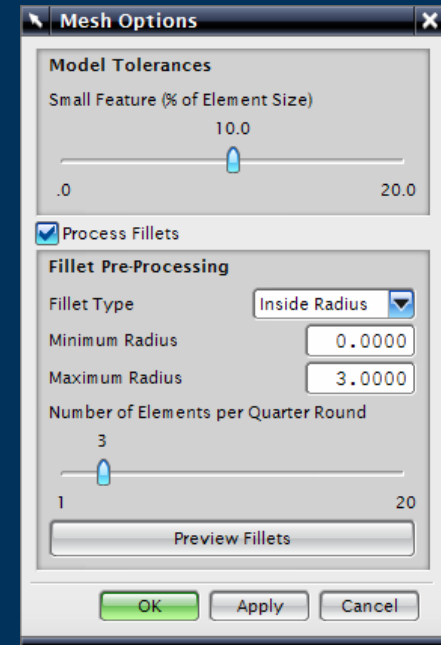 Mesh Options
Model Tolerances
Small Feature (% of Element Size)
10.0
.0 20.0
Process Fillets
Fillet Pre-Processing
Fillet Type Inside Radius
Minimum Radius 0.0000
Maximum Radius 3.0000
Number of Elements per Quarter Round
3
1 20
Preview Fillets
OK Apply Cancel